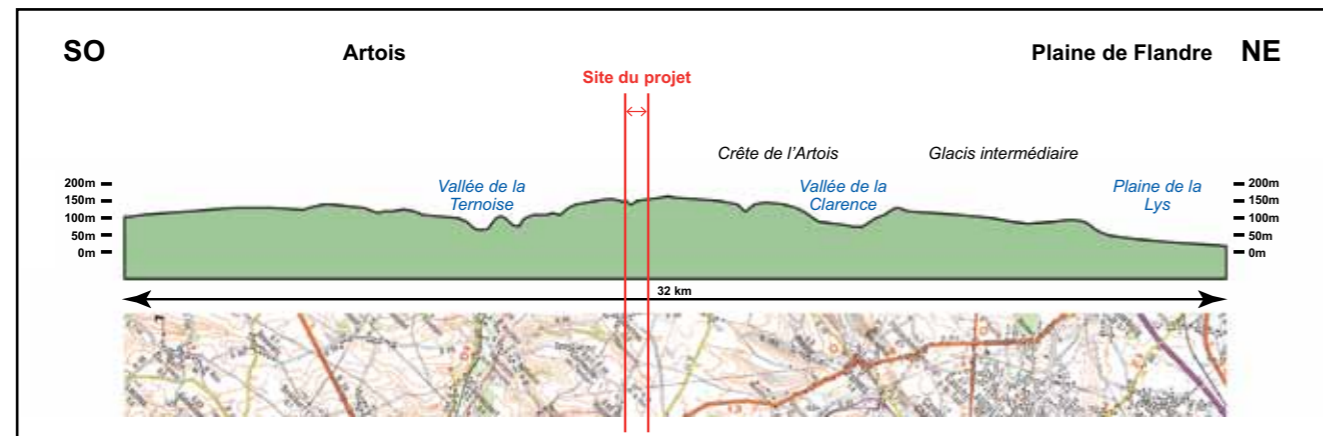 SO
Artois
Plaine de Flandre
NE
Site du projet
Crête de l'Artois
Glacis intermédiaire
Vallée de la
Ternoise
Vallée de la
Clarence
Plaine de la
Lys
200m
150m
100m
50m
0m
200m
150m
100m
50m
0m
32 km